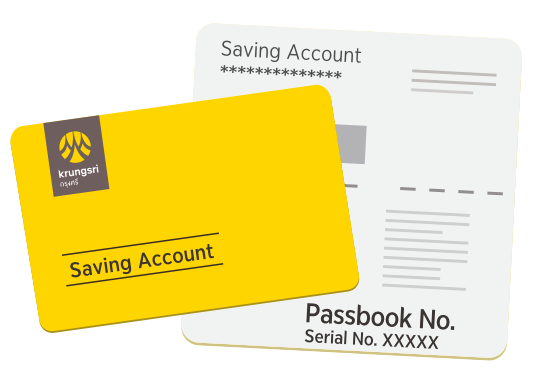 Saving Account
**************
krungsri
กรุงศรี
Saving Account
Passbook No.
Serial No. XXXXX